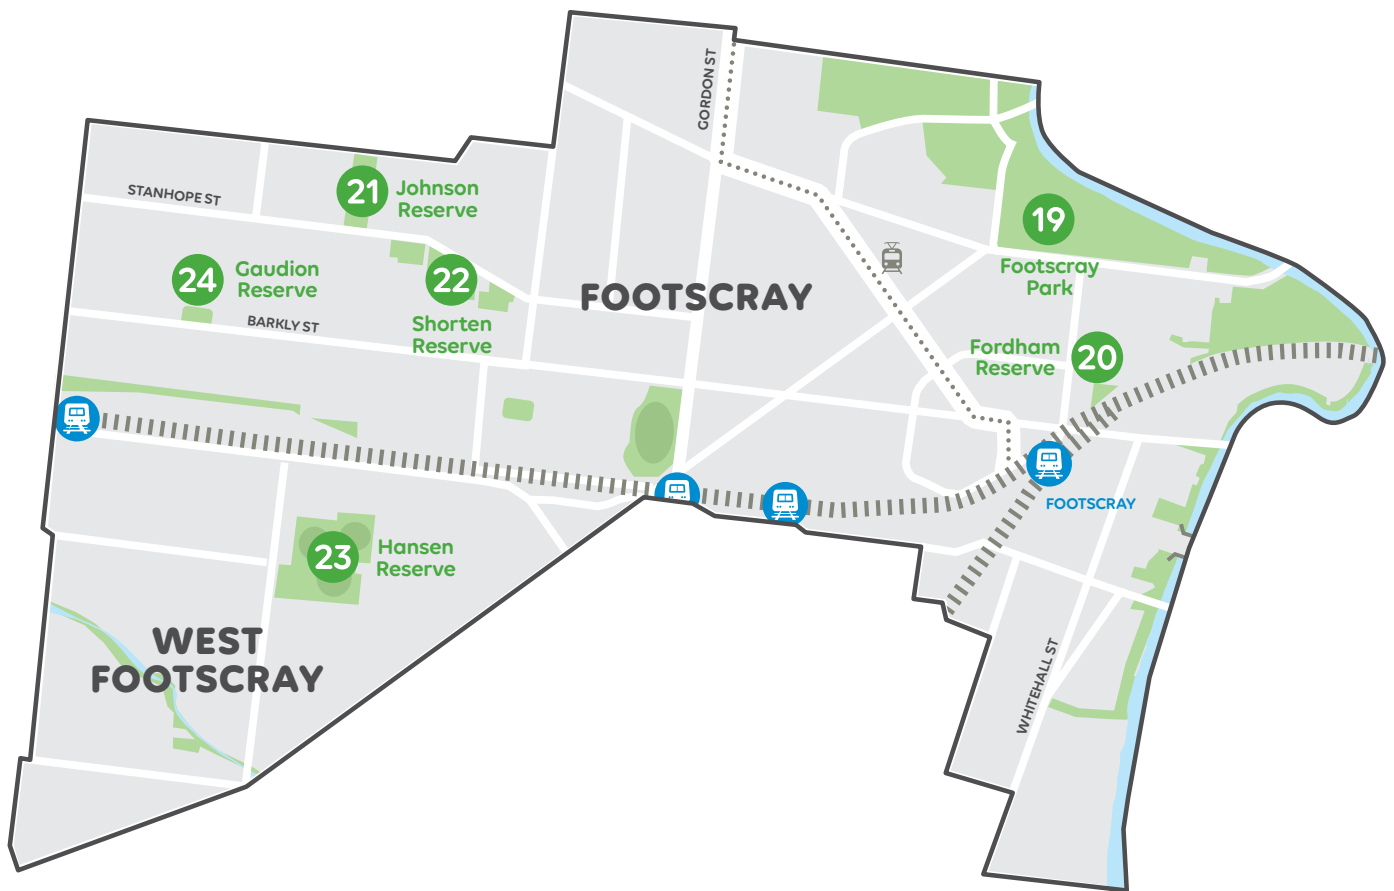 GORDON ST
STANHOPE ST
21
Johnson
Reserve
19
Footscray
Park
24
Gaudion
Reserve
22
Shorten
Reserve
FOOTSCRAY
BARKLY ST
Fordham
Reserve
20
FOOTSCRAY
23
Hansen
Reserve
WEST
FOOTSCRAY
WHITEHALL ST